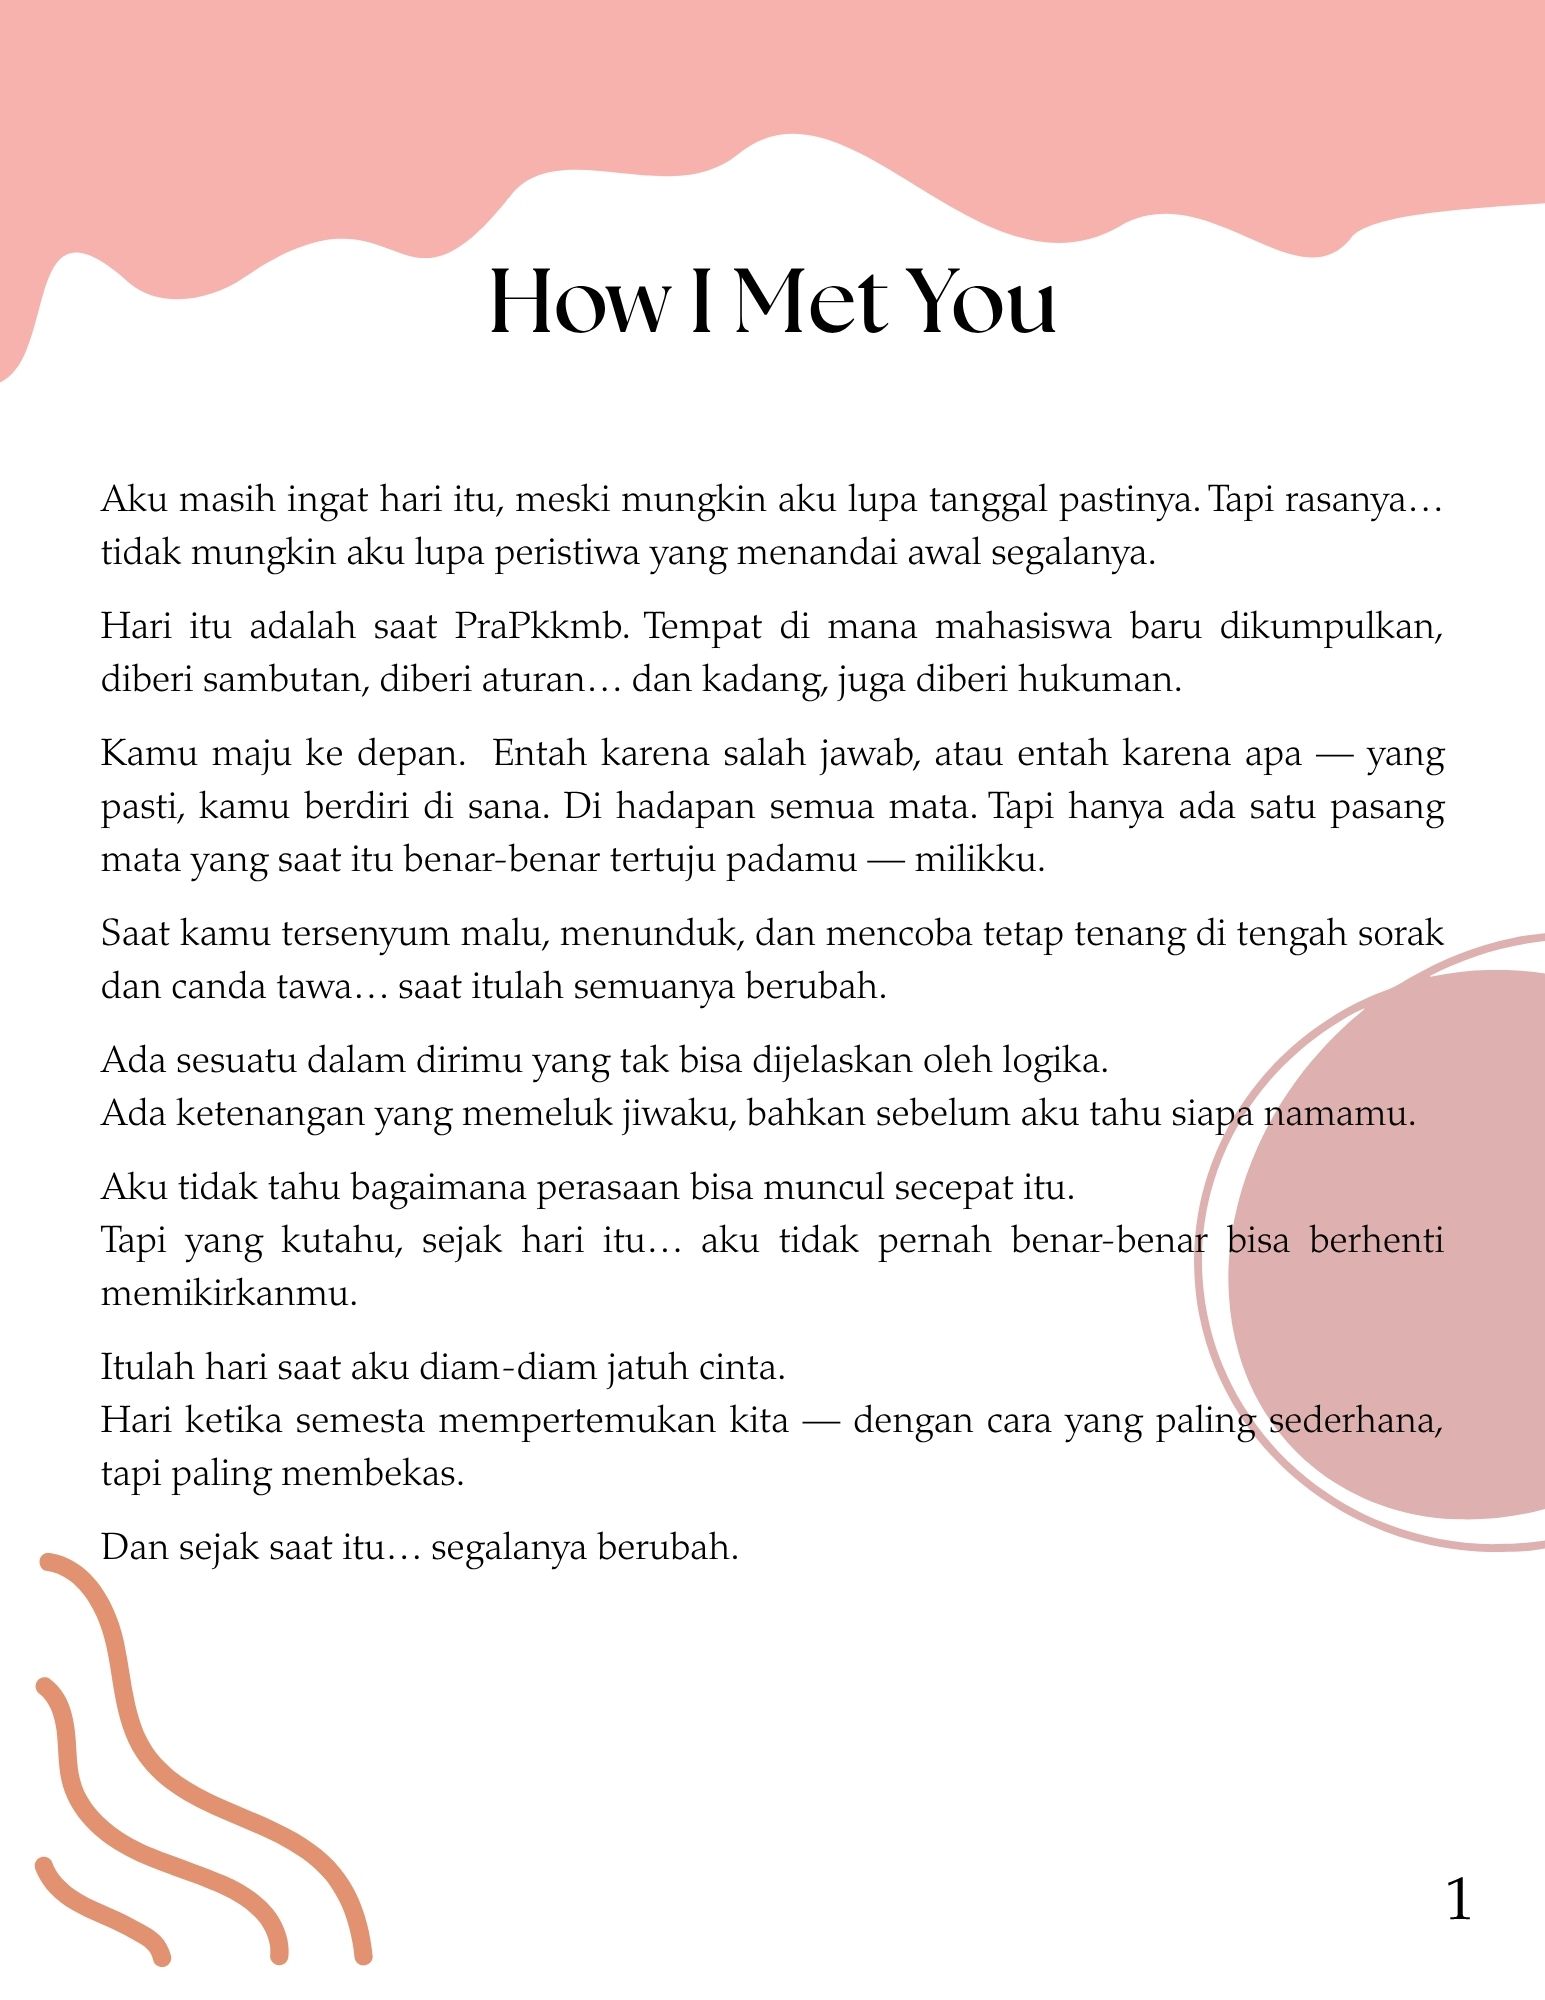 How I Met You
Aku masih ingat hari itu, meski mungkin aku lupa tanggal pastinya. Tapi rasanya…
tidak mungkin aku lupa peristiwa yang menandai awal segalanya.
Hari itu adalah saat PraPkkmb. Tempat di mana mahasiswa baru dikumpulkan,
diberi sambutan, diberi aturan… dan kadang, juga diberi hukuman.
Kamu maju ke depan.  Entah karena salah jawab, atau entah karena apa — yang
pasti, kamu berdiri di sana. Di hadapan semua mata. Tapi hanya ada satu pasang
mata yang saat itu benar-benar tertuju padamu — milikku.
Saat kamu tersenyum malu, menunduk, dan mencoba tetap tenang di tengah sorak
dan canda tawa… saat itulah semuanya berubah.
Ada sesuatu dalam dirimu yang tak bisa dijelaskan oleh logika.
Ada ketenangan yang memeluk jiwaku, bahkan sebelum aku tahu siapa namamu.
Aku tidak tahu bagaimana perasaan bisa muncul secepat itu.
Tapi yang kutahu, sejak hari itu… aku tidak pernah benar-benar bisa berhenti
memikirkanmu.
Itulah hari saat aku diam-diam jatuh cinta.
Hari ketika semesta mempertemukan kita — dengan cara yang paling sederhana,
tapi paling membekas.
Dan sejak saat itu… segalanya berubah.
1